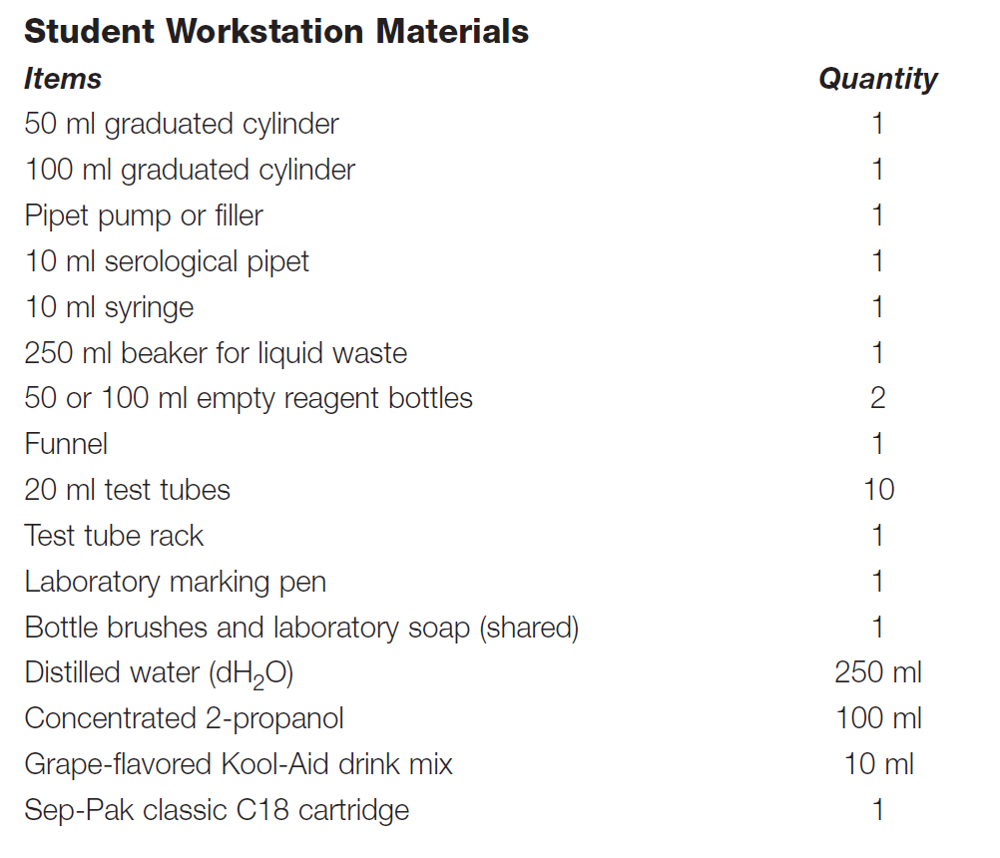 Student Workstation Materials
Items Quantity
50 ml graduated cylinder 1
100 ml graduated cylinder 1
Pipet pump or filler 1
10 ml serological pipet 1
10 ml syringe 1
250 ml beaker for liquid waste 1
50 or 100 ml empty reagent bottles 2
Funnel 1
20 ml test tubes 10
Test tube rack 1
Laboratory marking pen 1
Bottle brushes and laboratory soap (shared) 1
Distilled water (dH₂O) 250 ml
Concentrated 2-propanol 100 ml
Grape-flavored Kool-Aid drink mix 10 ml
Sep-Pak classic C18 cartridge 1